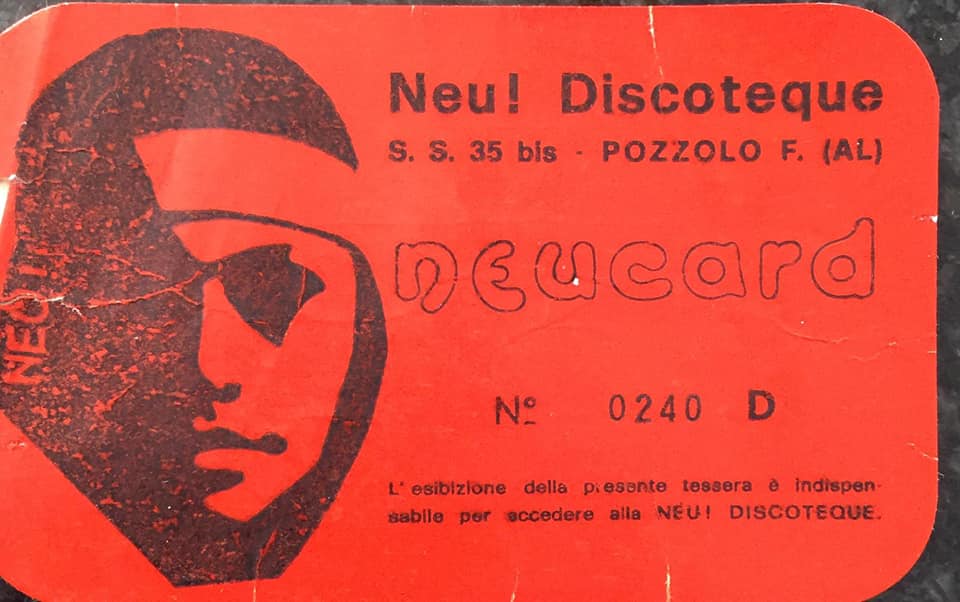 Neu! Discoteque
S. S. 35 bis - POZZOLO F. (AL)
neucard
Nº 0240 D
L' esibizione della presente tessera è indispen-
sabile per accedere alla NEU! DISCOTEQUE.
NEU!